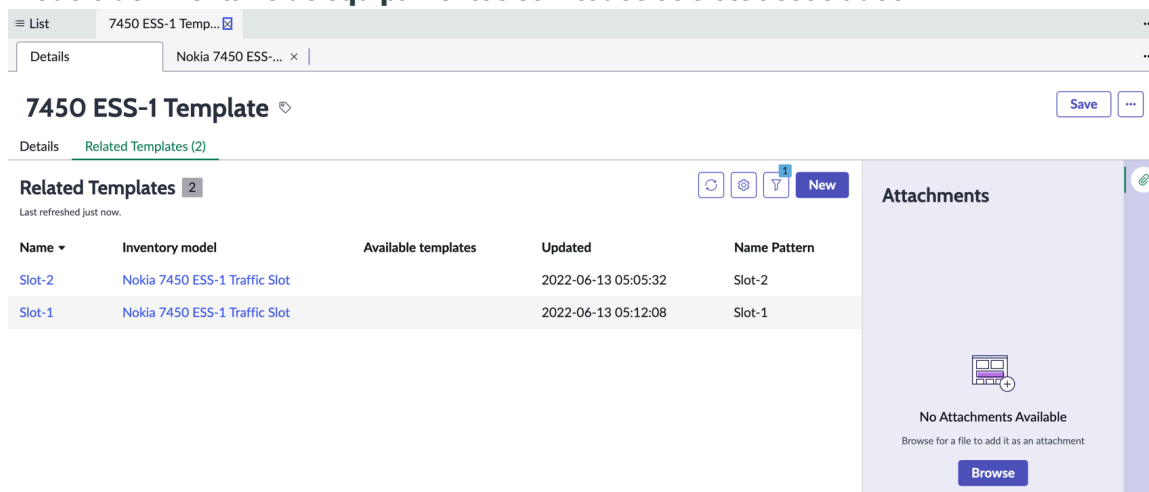 List
7450 ESS-1 Temp...
Details
Nokia 7450 ESS-... ×
7450 ESS-1 Template
Save
...
Details
Related Templates (2)
Related Templates 2
1
New
Last refreshed just now.
Name
Inventory model
Available templates
Updated
Name Pattern
Slot-2
Nokia 7450 ESS-1 Traffic Slot
2022-06-13 05:05:32
Slot-2
Slot-1
Nokia 7450 ESS-1 Traffic Slot
2022-06-13 05:12:08
Slot-1
Attachments
No Attachments Available
Browse for a file to add it as an attachment
Browse